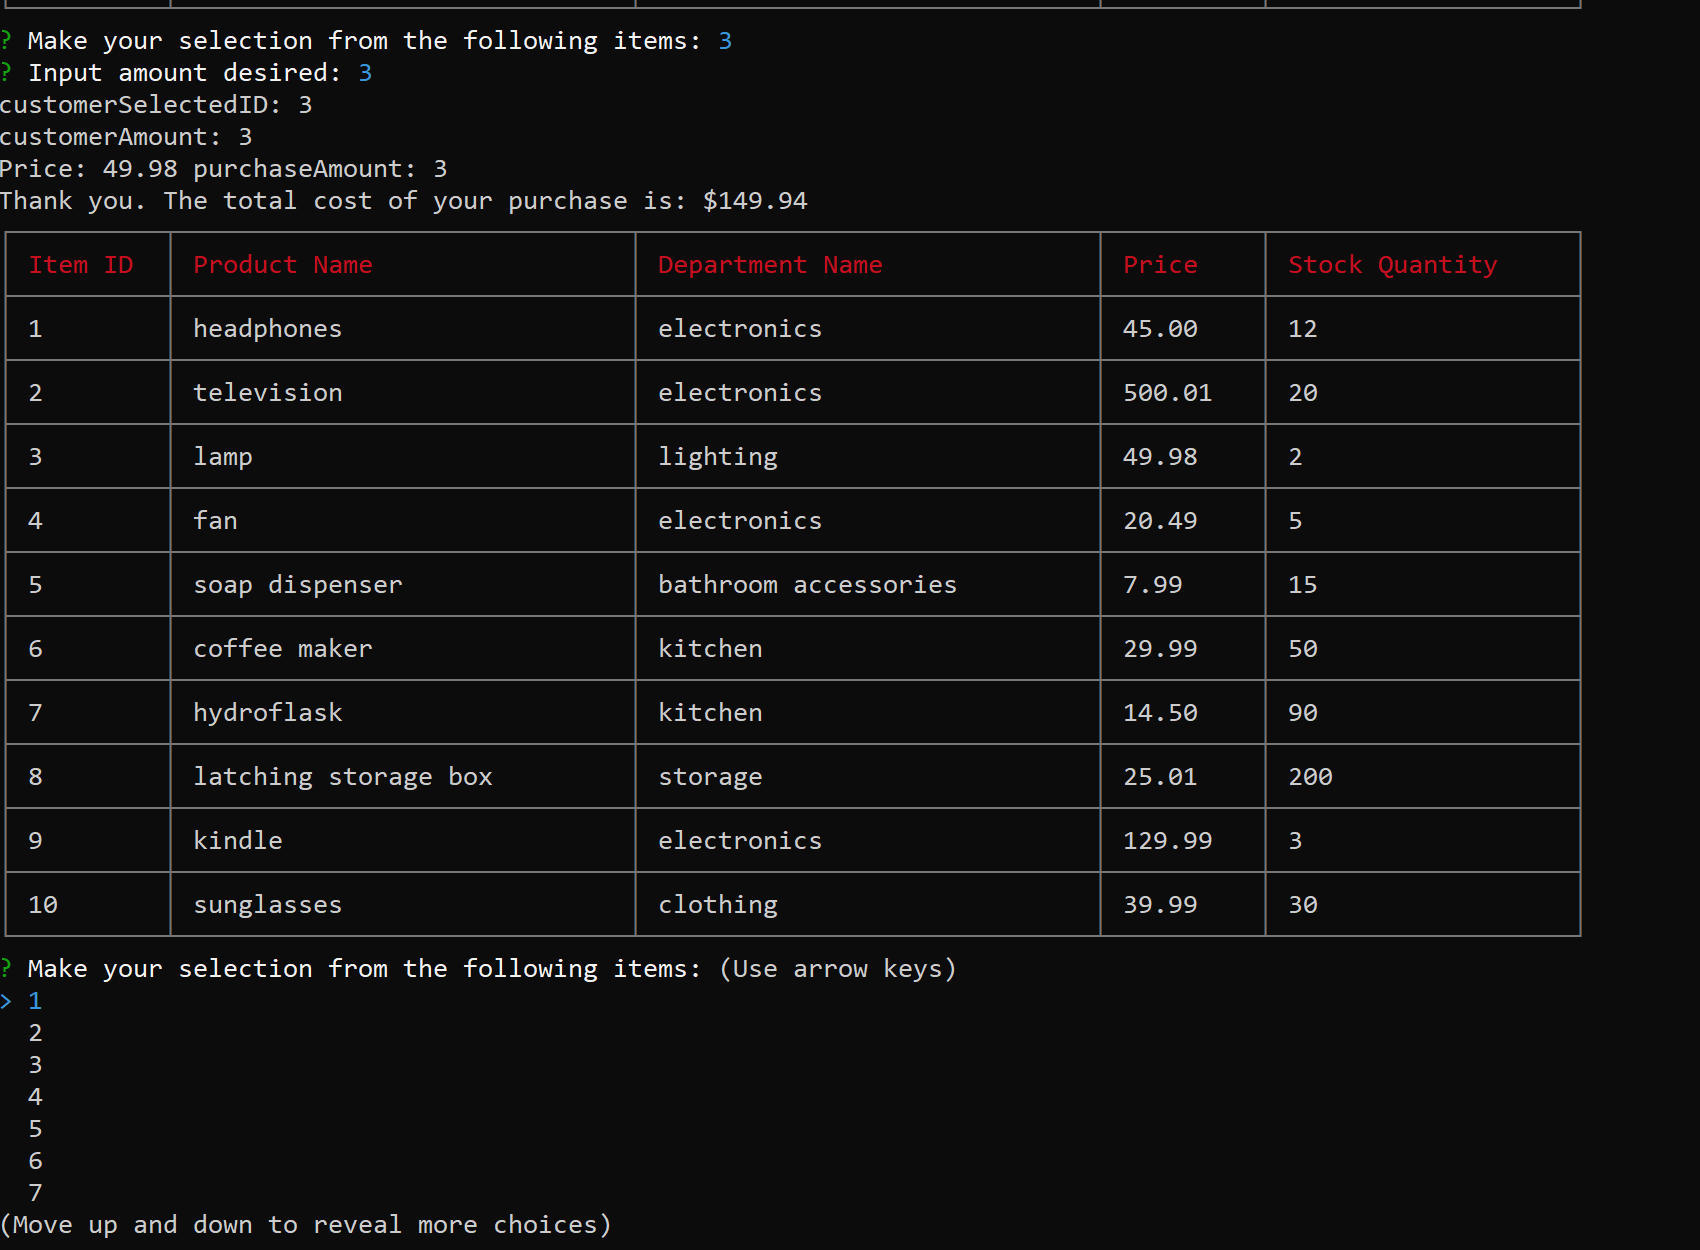 ? Make your selection from the following items: 3
? Input amount desired: 3
customerSelectedID: 3
customerAmount: 3
Price: 49.98 purchaseAmount: 3
Thank you. The total cost of your purchase is: $149.94
Item ID Product Name Department Name Price Stock Quantity
1 headphones electronics 45.00 12
2 television electronics 500.01 20
3 lamp lighting 49.98 2
4 fan electronics 20.49 5
5 soap dispenser bathroom accessories 7.99 15
6 coffee maker kitchen 29.99 50
7 hydroflask kitchen 14.50 90
8 latching storage box storage 25.01 200
9 kindle electronics 129.99 3
10 sunglasses clothing 39.99 30
? Make your selection from the following items: (Use arrow keys)
> 1
2
3
4
5
6
7
(Move up and down to reveal more choices)